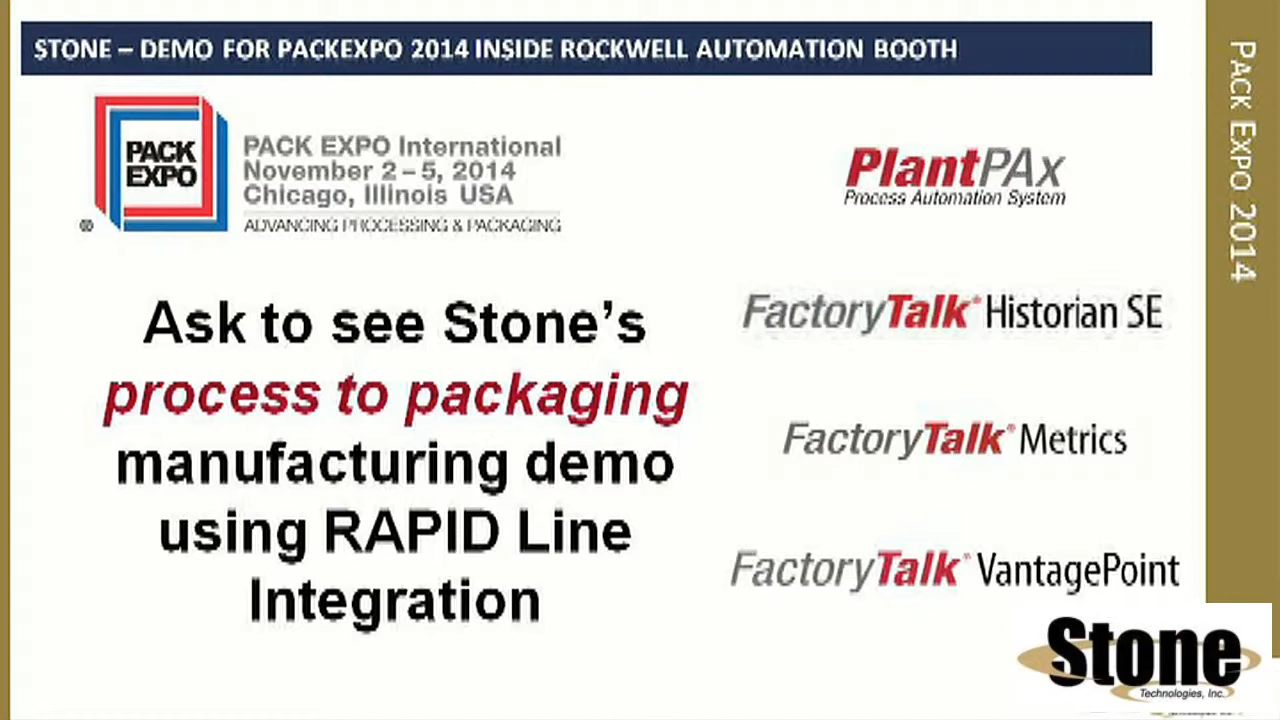 STONE – DEMO FOR PACKEXPO 2014 INSIDE ROCKWELL AUTOMATION BOOTH
PACK EXPO 2014
PACK
EXPO
®
PACK EXPO International
November 2 – 5, 2014
Chicago, Illinois USA
ADVANCING PROCESSING & PACKAGING
Ask to see Stone’s
process to packaging
manufacturing demo
using RAPID Line
Integration
PlantPAx
Process Automation System
FactoryTalk® Historian SE
FactoryTalk® Metrics
FactoryTalk® VantagePoint
Stone
Technologies, Inc.